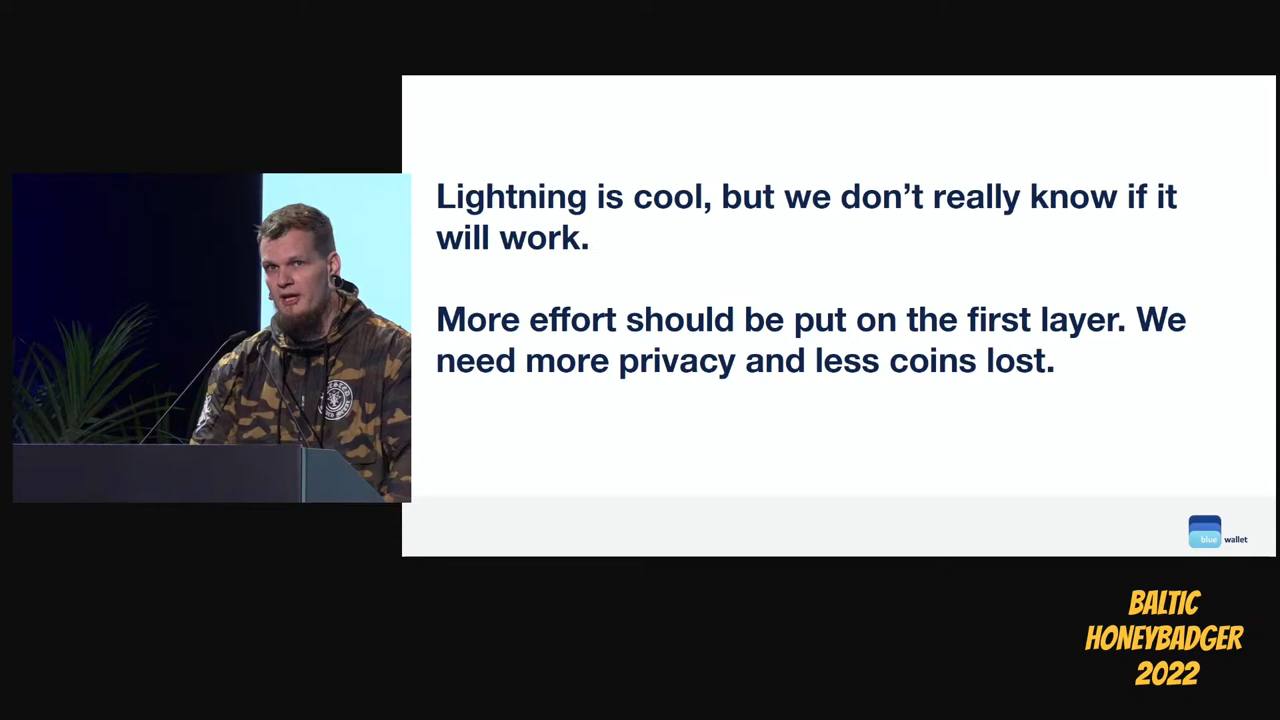 Lightning is cool, but we don’t really know if it
will work.
More effort should be put on the first layer. We
need more privacy and less coins lost.
blue wallet
BALTIC
HONEYBADGER
2022